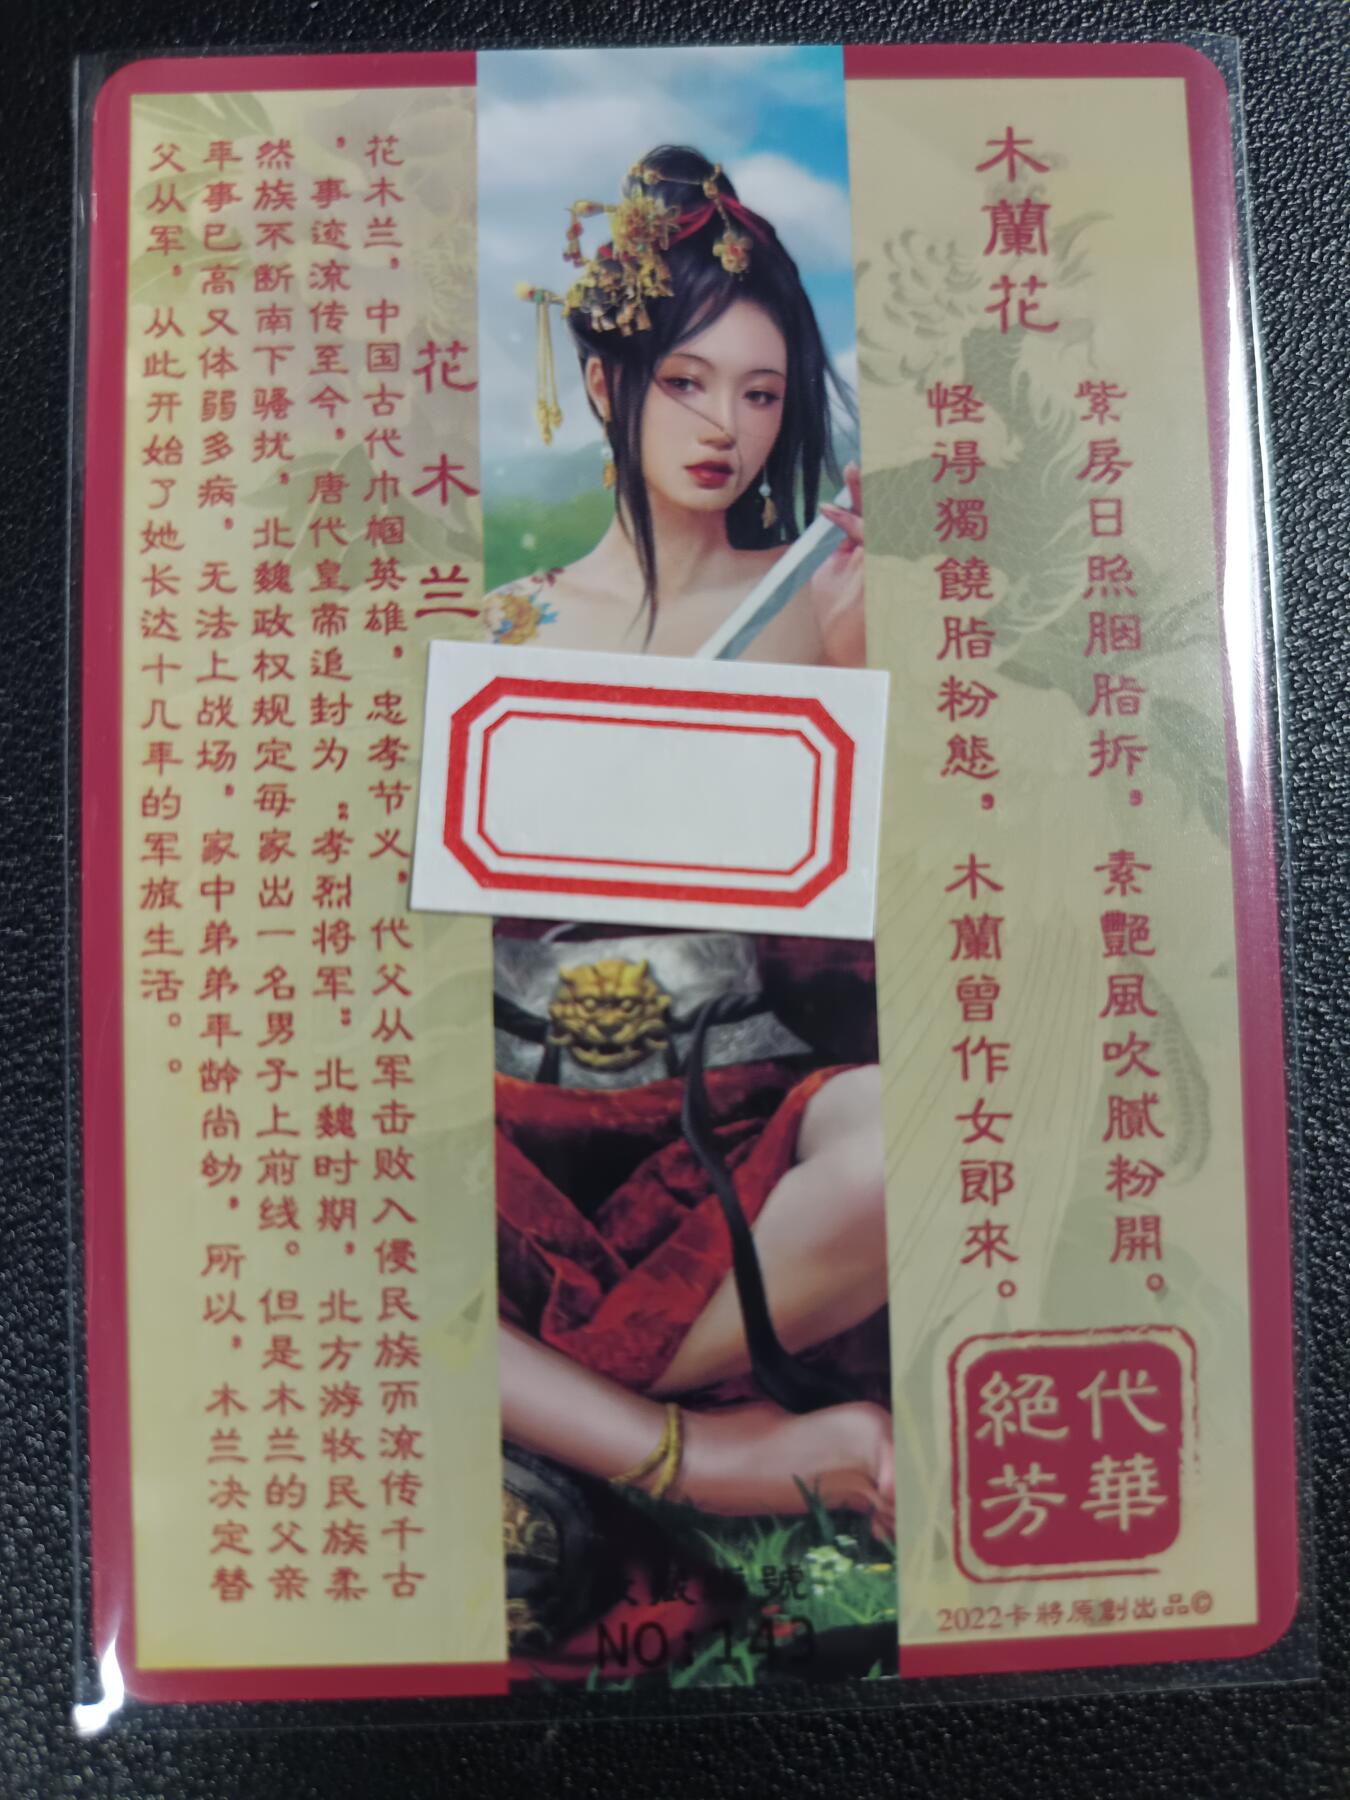 木蘭花
紫房日照胭脂拆，素艷風吹膩粉開。
怪得獨饒脂粉態，木蘭曾作女郎來。
代華
絕芳
2022卡將原創出品©
花木兰
花木兰，中国古代巾帼英雄，忠孝节义，代父从军击败入侵民族而流传千古
，事迹流传至今，唐代皇帝追封为“孝烈将军”北魏时期，北方游牧民族柔
然族不断南下骚扰，北魏政权规定每家出一名男子上前线。但是木兰的父亲
年事已高又体弱多病，无法上战场，家中弟弟年龄尚幼，所以，木兰决定替
父从军，从此开始了她长达十几年的军旅生活。。
號
NO:143